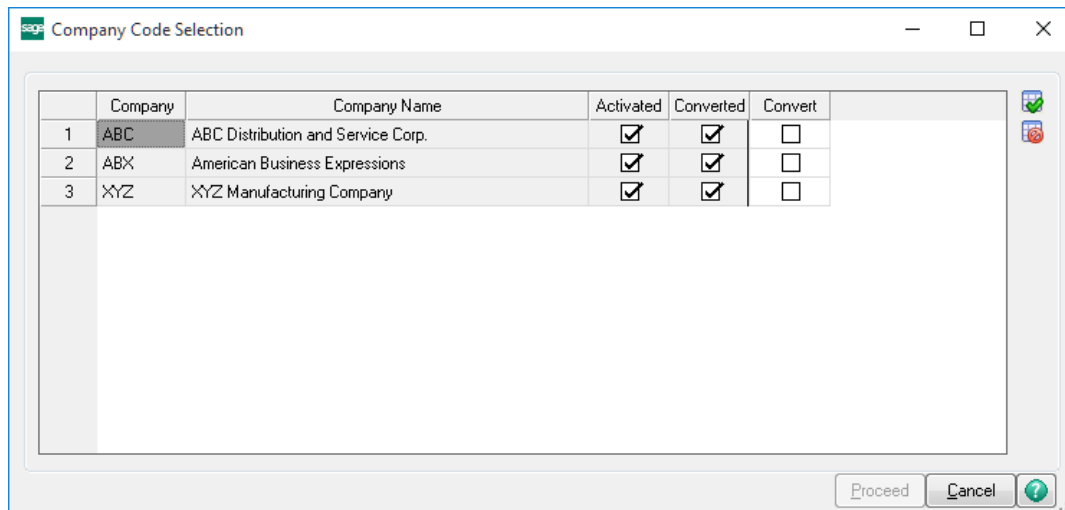 sage Company Code Selection
Company Company Name Activated Converted Convert
1 ABC ABC Distribution and Service Corp.
2 ABX American Business Expressions
3 XYZ XYZ Manufacturing Company
Proceed Cancel ?